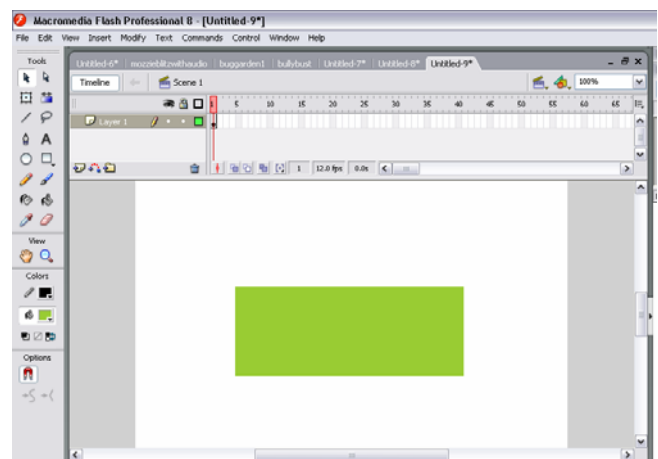 Macromedia Flash Professional 8 - [Untitled-9*]
File Edit View Insert Modify Text Commands Control Window Help
Tools
Untitled-6* mozzieblitzwithaudio buggarden1 bullybust Untitled-7* Untitled-8* Untitled-9*
Timeline Scene 1 100%
1 5 10 15 20 25 30 35 40 45 50 55 60 65
Layer 1
A
1 12.0 fps 0.0s
View
Colors
Options